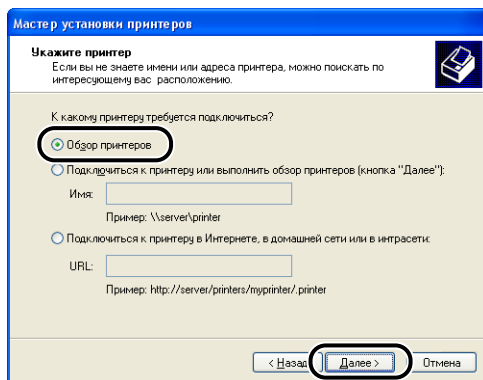 Мастер установки принтеров
Укажите принтер
Если вы не знаете имени или адреса принтера, можно поискать по
интересующему вас расположению.
К какому принтеру требуется подключиться?
Обзор принтеров
Подключиться к принтеру или выполнить обзор принтеров (кнопка "Далее"):
Имя:
Пример: \\server\printer
Подключиться к принтеру в Интернете, в домашней сети или в интрасети:
URL:
Пример: http://server/printers/myprinter/.printer
< Назад
Далее >
Отмена